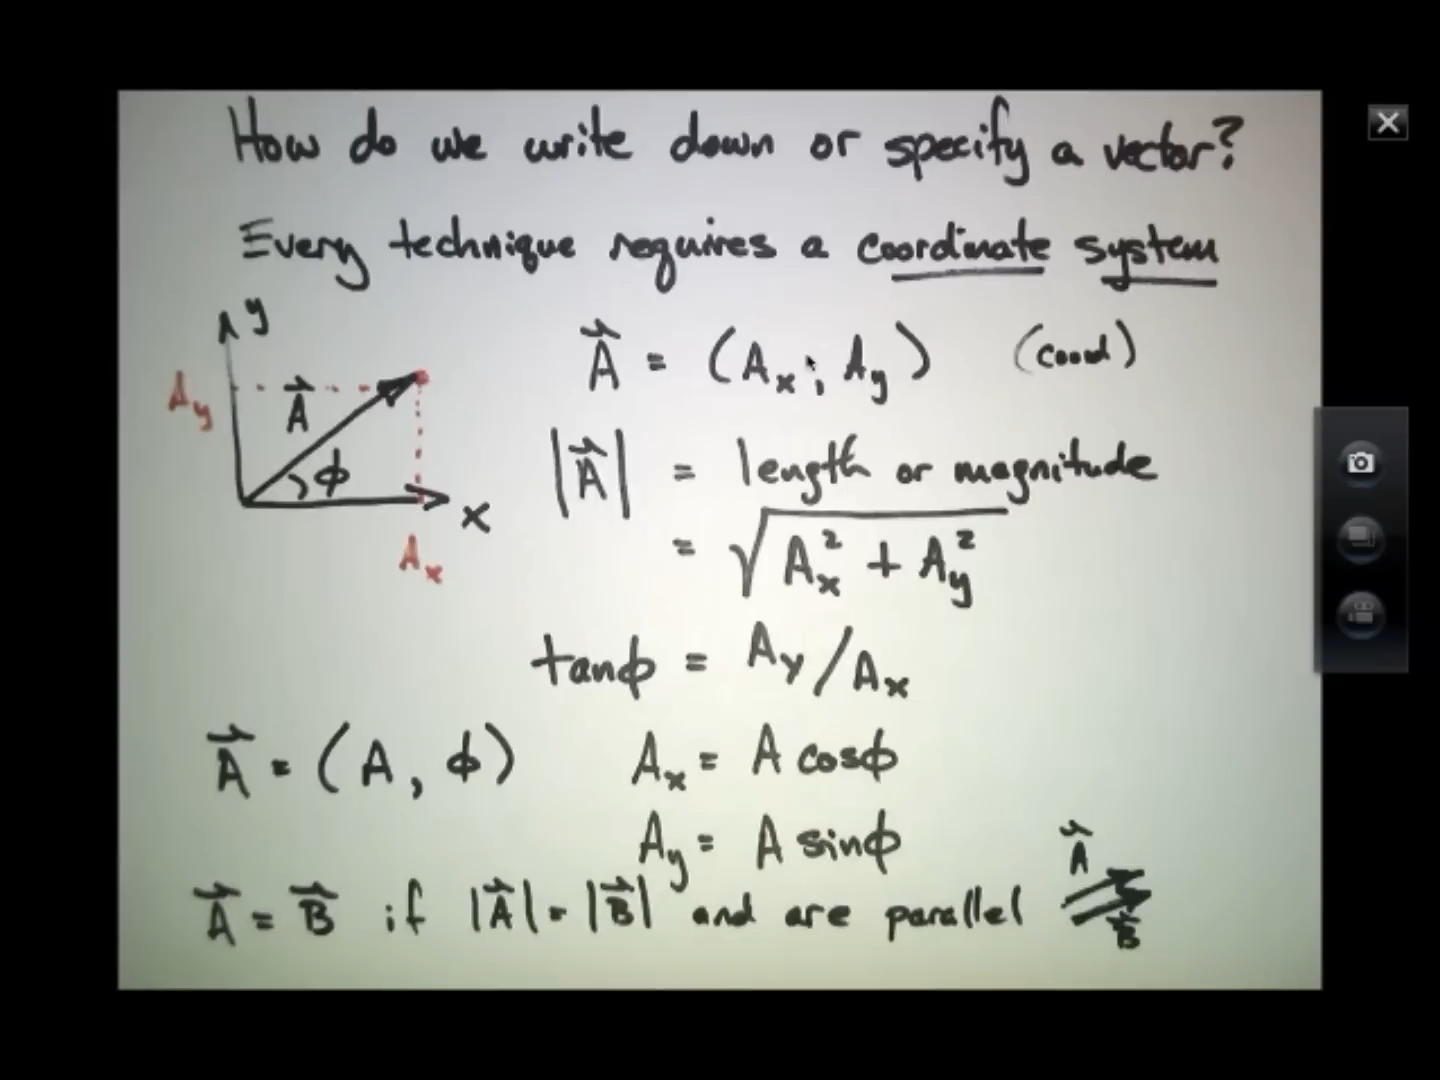 How do we write down or specify a vector?
Every technique requires a coordinate system
y
A⃗ = (Aₓ, A_y) (coord)
A_y
A⃗
|A⃗| = length or magnitude
ϕ
x
= √(Aₓ² + A_y²)
Aₓ
tanϕ = A_y/Aₓ
A⃗ = (A, ϕ) Aₓ = A cosϕ
A_y = A sinϕ
A⃗
A⃗ = B⃗ if |A⃗| = |B⃗| and are parallel
B⃗